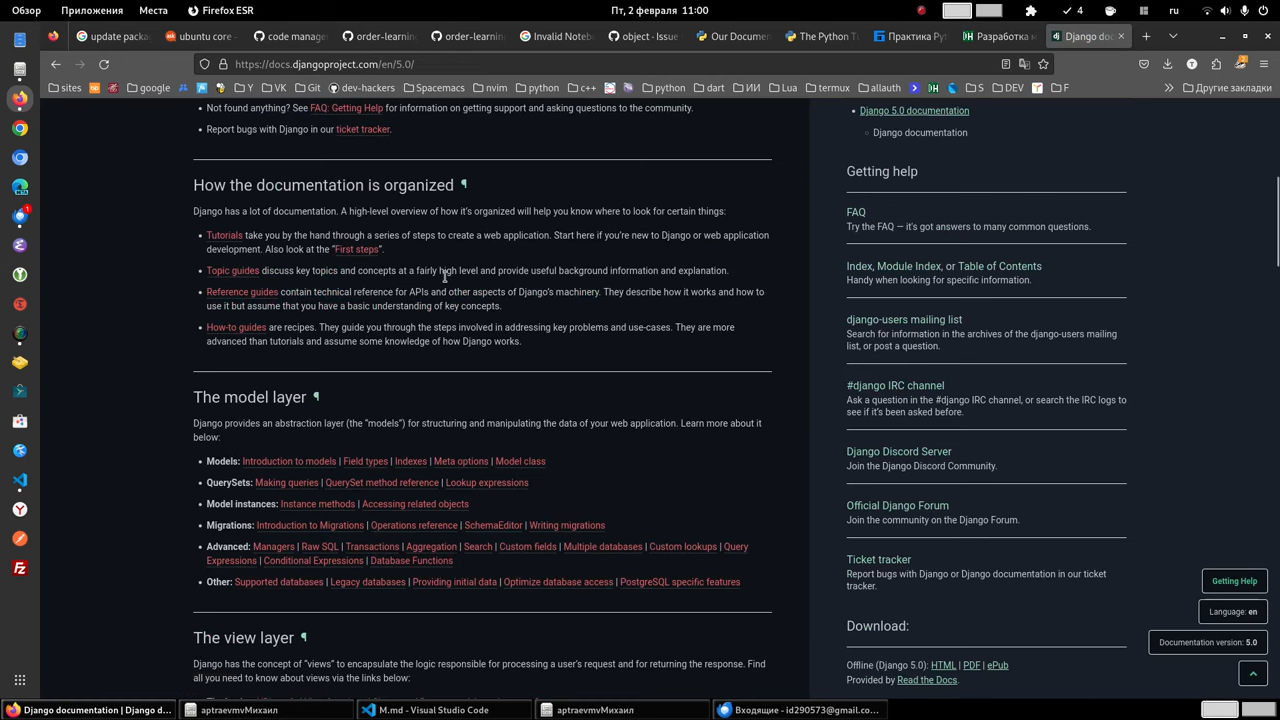 Обзор Приложения Места Firefox ESR Пт, 2 февраля 11:00 4 ru
update packa ubuntu core - code manage order-learnin order-learnin Invalid Noteb object - Issue Our Documen The Python T Практика Py Разработка н Django doc
https://docs.djangoproject.com/en/5.0/
sites google Y VK Git dev-hackers Spacemacs nvim python c++ python dart ИИ Lua termux allauth S DEV F Другие закладки
Not found anything? See FAQ: Getting Help for information on getting support and asking questions to the community.
Report bugs with Django in our ticket tracker.
How the documentation is organized ¶
Django has a lot of documentation. A high-level overview of how it's organized will help you know where to look for certain things:
Tutorials take you by the hand through a series of steps to create a web application. Start here if you're new to Django or web application
development. Also look at the “First steps”.
Topic guides discuss key topics and concepts at a fairly high level and provide useful background information and explanation.
Reference guides contain technical reference for APIs and other aspects of Django's machinery. They describe how it works and how to
use it but assume that you have a basic understanding of key concepts.
How-to guides are recipes. They guide you through the steps involved in addressing key problems and use-cases. They are more
advanced than tutorials and assume some knowledge of how Django works.
The model layer ¶
Django provides an abstraction layer (the “models”) for structuring and manipulating the data of your web application. Learn more about it
below:
Models: Introduction to models | Field types | Indexes | Meta options | Model class
QuerySets: Making queries | QuerySet method reference | Lookup expressions
Model instances: Instance methods | Accessing related objects
Migrations: Introduction to Migrations | Operations reference | SchemaEditor | Writing migrations
Advanced: Managers | Raw SQL | Transactions | Aggregation | Search | Custom fields | Multiple databases | Custom lookups | Query
Expressions | Conditional Expressions | Database Functions
Other: Supported databases | Legacy databases | Providing initial data | Optimize database access | PostgreSQL specific features
The view layer ¶
Django has the concept of “views” to encapsulate the logic responsible for processing a user's request and for returning the response. Find
all you need to know about views via the links below:
Django 5.0 documentation
Django documentation
Getting help
FAQ
Try the FAQ — it's got answers to many common questions.
Index, Module Index, or Table of Contents
Handy when looking for specific information.
django-users mailing list
Search for information in the archives of the django-users mailing
list, or post a question.
#django IRC channel
Ask a question in the #django IRC channel, or search the IRC logs to
see if it's been asked before.
Django Discord Server
Join the Django Discord Community.
Official Django Forum
Join the community on the Django Forum.
Ticket tracker
Report bugs with Django or Django documentation in our ticket
tracker.
Download:
Offline (Django 5.0): HTML | PDF | ePub
Provided by Read the Docs.
Getting Help
Language: en
Documentation version: 5.0
Django documentation | Django d... aptraevmvМихаил M.md - Visual Studio Code aptraevmvМихаил Входящие - id290573@gmail.co...